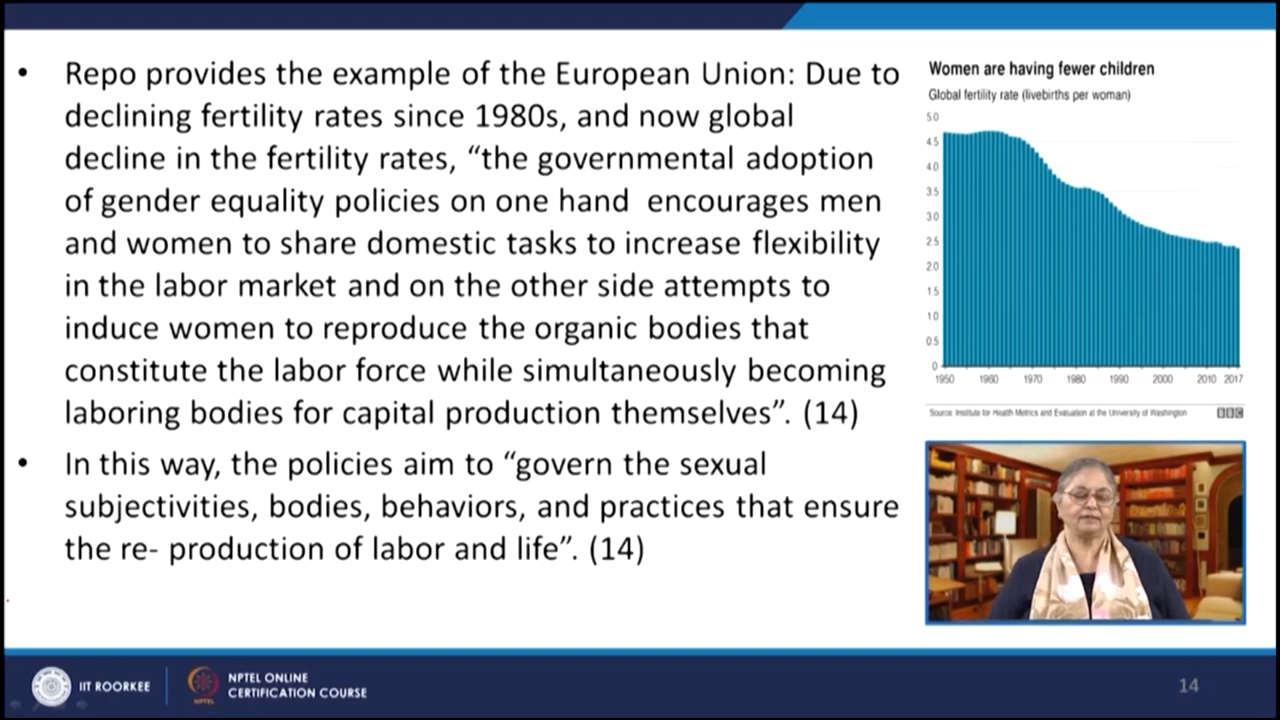 • Repo provides the example of the European Union: Due to
declining fertility rates since 1980s, and now global
decline in the fertility rates, “the governmental adoption
of gender equality policies on one hand encourages men
and women to share domestic tasks to increase flexibility
in the labor market and on the other side attempts to
induce women to reproduce the organic bodies that
constitute the labor force while simultaneously becoming
laboring bodies for capital production themselves”. (14)
• In this way, the policies aim to “govern the sexual
subjectivities, bodies, behaviors, and practices that ensure
the re- production of labor and life”. (14)
Women are having fewer children
Global fertility rate (livebirths per woman)
5.0
4.5
4.0
3.5
3.0
2.5
2.0
1.5
1.0
0.5
0
1950 1960 1970 1980 1990 2000 2010 2017
Source: Institute for Health Metrics and Evaluation at the University of Washington BBC
IIT ROORKEE
NPTEL
NPTEL ONLINE
CERTIFICATION COURSE
14